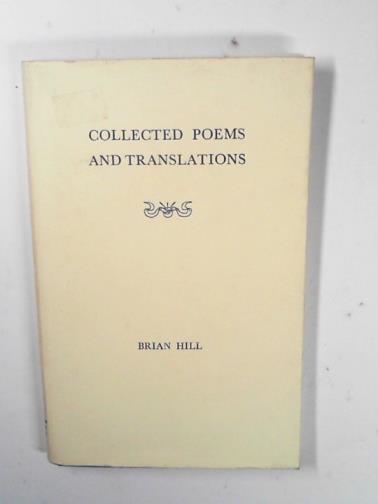 COLLECTED POEMS
AND TRANSLATIONS
BRIAN HILL